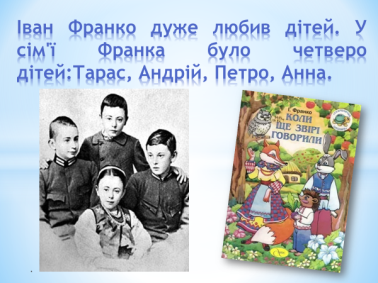 Іван Франко дуже любив дітей. У
сім'ї Франка було четверо
дітей:Тарас, Андрій, Петро, Анна.
Франко
КОЛИ
ЩЕ ЗВІРІ
ГОВОРИЛИ